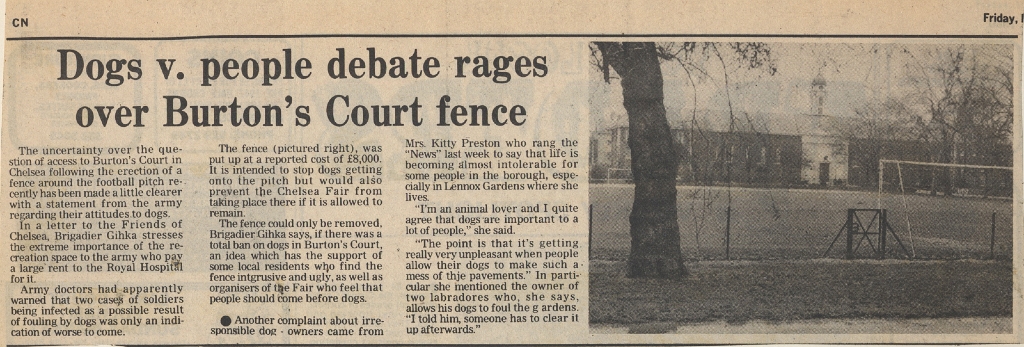 CN
Friday,
Dogs v. people debate rages
over Burton's Court fence
The uncertainty over the que-
stion of access to Burton's Court in
Chelsea following the erection of a
fence around the football pitch re-
cently has been made a little clearer
with a statement from the army
regarding their attitudes to dogs.
In a letter to the Friends of
Chelsea, Brigadier Gihka stresses
the extreme importance of the re-
creation space to the army who pay
a large rent to the Royal Hospital
for it.
Army doctors had apparently
warned that two cases of soldiers
being infected as a possible result
of fouling by dogs was only an indi-
cation of worse to come.
The fence (pictured right), was
put up at a reported cost of £8,000.
It is intended to stop dogs getting
onto the pitch but would also
prevent the Chelsea Fair from
taking place there if it is allowed to
remain.
The fence could only be removed,
Brigadier Gihka says, if there was a
total ban on dogs in Burton's Court,
an idea which has the support of
some local residents who find the
fence intgrusive and ugly, as well as
organisers of the Fair who feel that
people should come before dogs.
● Another complaint about irre-
sponsible dog - owners came from
Mrs. Kitty Preston who rang the
"News" last week to say that life is
becoming almost intolerable for
some people in the borough, espe-
cially in Lennox Gardens where she
lives.
"I'm an animal lover and I quite
agree that dogs are important to a
lot of people," she said.
"The point is that it's getting
really very unpleasant when people
allow their dogs to make such a
mess of thje pavements." In parti-
cular she mentioned the owner of
two labradores who, she says,
allows his dogs to foul the g ardens.
"I told him, someone has to clear it
up afterwards."